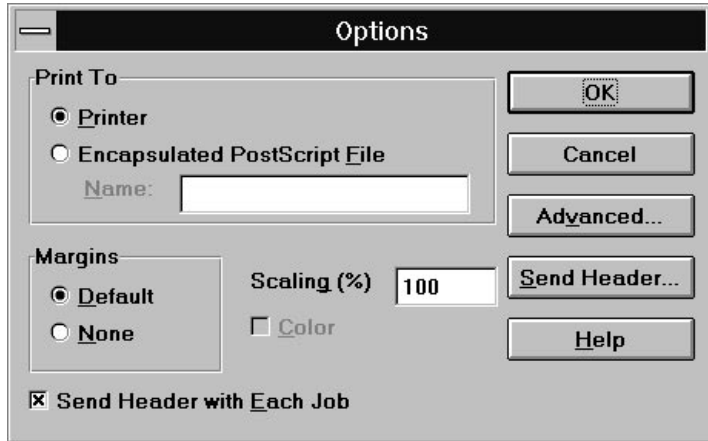 Options
Print To
Printer
Encapsulated PostScript File
Name:
OK
Cancel
Advanced...
Send Header...
Help
Margins
Default
None
Scaling (%) 100
Color
Send Header with Each Job